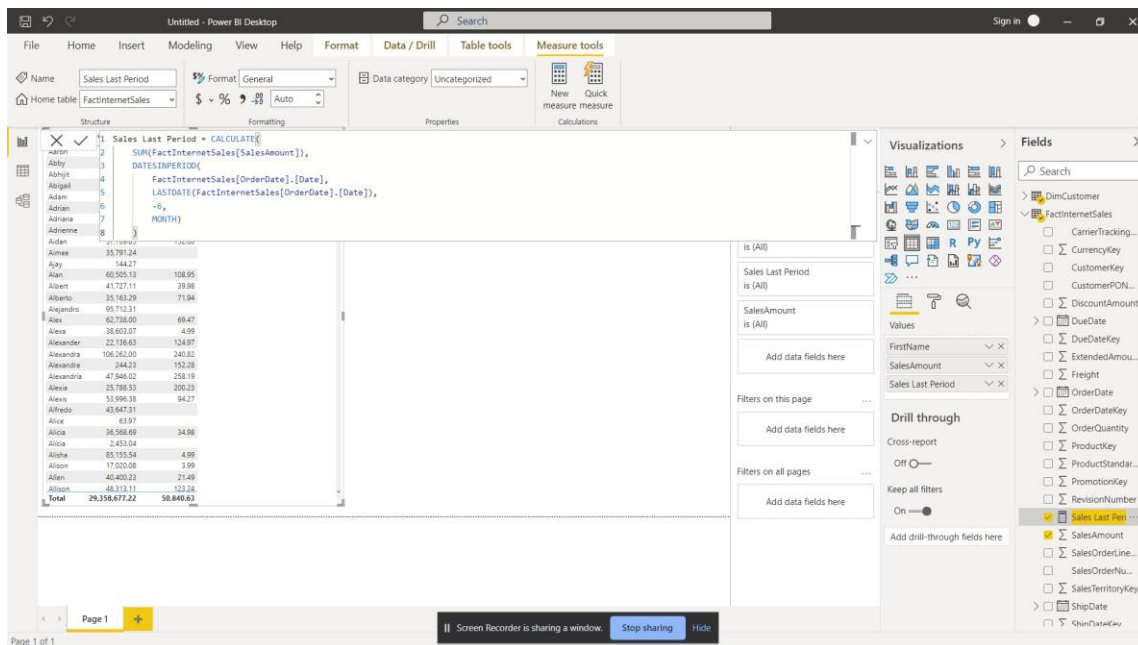 Untitled - Power BI Desktop
Search
Sign in
File Home Insert Modeling View Help Format Data / Drill Table tools Measure tools
Name Sales Last Period
Format General
Data category Uncategorized
Home table FactInternetSales
$ % 9 Auto
New measure
Quick measure
Structure
Formatting
Properties
Calculations
1 Sales Last Period = CALCULATE(
2 SUM(FactInternetSales[SalesAmount]),
3 DATESINPERIOD(
4 FactInternetSales[OrderDate].[Date],
5 LASTDATE(FactInternetSales[OrderDate].[Date]),
6 -6,
7 MONTH)
8 )
Aaron
Abby
Abhijit
Abigail
Adam
Adrian
Adriana
Adrienne
Aidan
Aimee 35,791.24
Ajay 144.27
Alan 60,505.13 108.95
Albert 41,727.11 39.98
Alberto 35,163.29 71.94
Alejandro 95,712.31
Alex 62,738.00 69.47
Alexa 38,603.07 4.99
Alexander 22,136.63 124.97
Alexandra 106,262.00 240.82
Alexandre 244.23 152.28
Alexandria 47,946.02 258.19
Alexia 25,788.53 200.23
Alexis 53,996.38 94.27
Alfredo 43,647.31
Alice 63.97
Alicia 36,568.69 34.98
Alícia 2,453.04
Alisha 85,155.54 4.99
Alison 17,020.08 3.99
Allen 40,400.23 21.49
Allison 48,313.11 123.24
Total 29,358,677.22 50,840.63
is (All)
Sales Last Period
is (All)
SalesAmount
is (All)
Add data fields here
Filters on this page ...
Add data fields here
Filters on all pages ...
Add data fields here
Visualizations
R Py
...
Values
FirstName
SalesAmount
Sales Last Period
Drill through
Cross-report
Off
Keep all filters
On
Add drill-through fields here
Fields
Search
DimCustomer
FactInternetSales
CarrierTracking...
CurrencyKey
CustomerKey
CustomerPON...
DiscountAmount
DueDate
DueDateKey
ExtendedAmou...
Freight
OrderDate
OrderDateKey
OrderQuantity
ProductKey
ProductStandar...
PromotionKey
RevisionNumber
Sales Last Peri ...
SalesAmount
SalesOrderLine...
SalesOrderNu...
SalesTerritoryKey
ShipDate
ShipDateKey
Page 1
Screen Recorder is sharing a window. Stop sharing Hide
Page 1 of 1